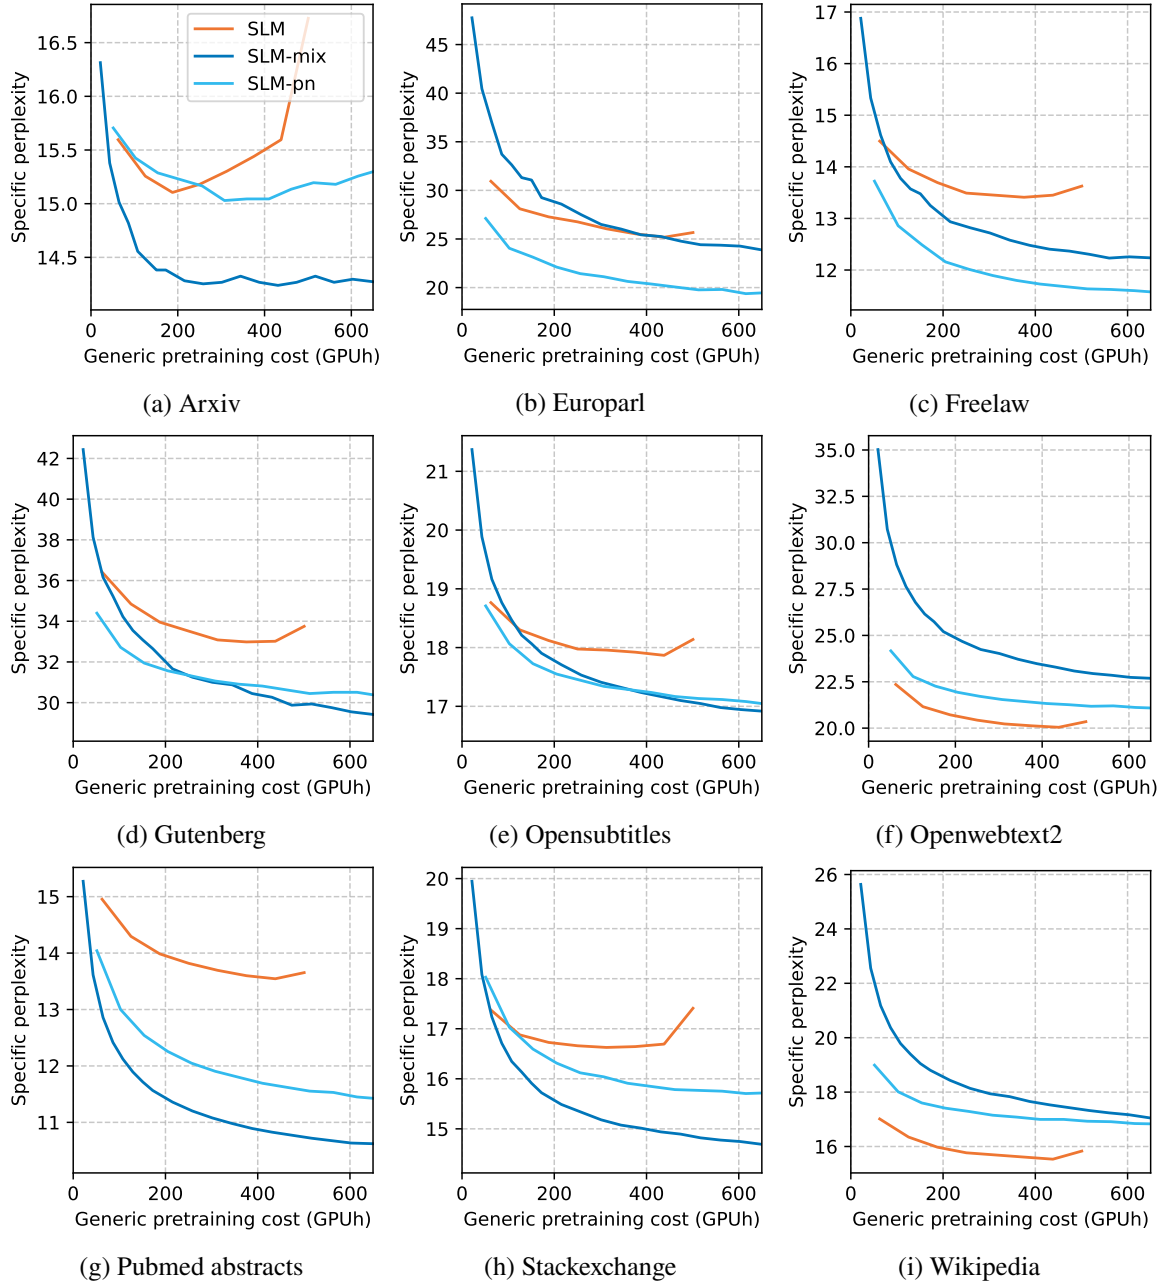 SLM
SLM-mix
SLM-pn
16.5
16.0
15.5
15.0
14.5
Specific perplexity
0 200 400 600
Generic pretraining cost (GPUh)
(a) Arxiv
45
40
35
30
25
20
Specific perplexity
0 200 400 600
Generic pretraining cost (GPUh)
(b) Europarl
17
16
15
14
13
12
Specific perplexity
0 200 400 600
Generic pretraining cost (GPUh)
(c) Freelaw
42
40
38
36
34
32
30
Specific perplexity
0 200 400 600
Generic pretraining cost (GPUh)
(d) Gutenberg
21
20
19
18
17
Specific perplexity
0 200 400 600
Generic pretraining cost (GPUh)
(e) Opensubtitles
35.0
32.5
30.0
27.5
25.0
22.5
20.0
Specific perplexity
0 200 400 600
Generic pretraining cost (GPUh)
(f) Openwebtext2
15
14
13
12
11
Specific perplexity
0 200 400 600
Generic pretraining cost (GPUh)
(g) Pubmed abstracts
20
19
18
17
16
15
Specific perplexity
0 200 400 600
Generic pretraining cost (GPUh)
(h) Stackexchange
26
24
22
20
18
16
Specific perplexity
0 200 400 600
Generic pretraining cost (GPUh)
(i) Wikipedia